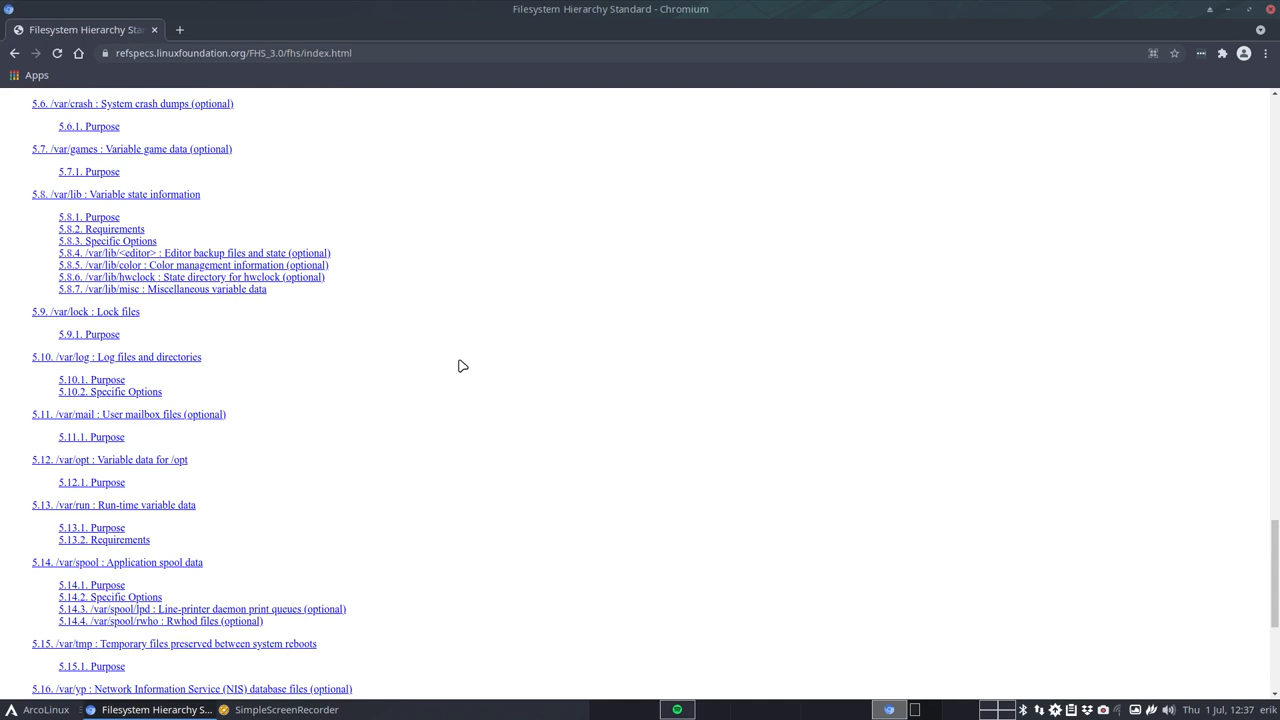 Filesystem Hierarchy Standard - Chromium
Filesystem Hierarchy Sta
refspecs.linuxfoundation.org/FHS_3.0/fhs/index.html
Apps
5.6. /var/crash : System crash dumps (optional)
5.6.1. Purpose
5.7. /var/games : Variable game data (optional)
5.7.1. Purpose
5.8. /var/lib : Variable state information
5.8.1. Purpose
5.8.2. Requirements
5.8.3. Specific Options
5.8.4. /var/lib/<editor> : Editor backup files and state (optional)
5.8.5. /var/lib/color : Color management information (optional)
5.8.6. /var/lib/hwclock : State directory for hwclock (optional)
5.8.7. /var/lib/misc : Miscellaneous variable data
5.9. /var/lock : Lock files
5.9.1. Purpose
5.10. /var/log : Log files and directories
5.10.1. Purpose
5.10.2. Specific Options
5.11. /var/mail : User mailbox files (optional)
5.11.1. Purpose
5.12. /var/opt : Variable data for /opt
5.12.1. Purpose
5.13. /var/run : Run-time variable data
5.13.1. Purpose
5.13.2. Requirements
5.14. /var/spool : Application spool data
5.14.1. Purpose
5.14.2. Specific Options
5.14.3. /var/spool/lpd : Line-printer daemon print queues (optional)
5.14.4. /var/spool/rwho : Rwhod files (optional)
5.15. /var/tmp : Temporary files preserved between system reboots
5.15.1. Purpose
5.16. /var/yp : Network Information Service (NIS) database files (optional)
ArcoLinux Filesystem Hierarchy S... SimpleScreenRecorder Thu 1 Jul, 12:37 erik